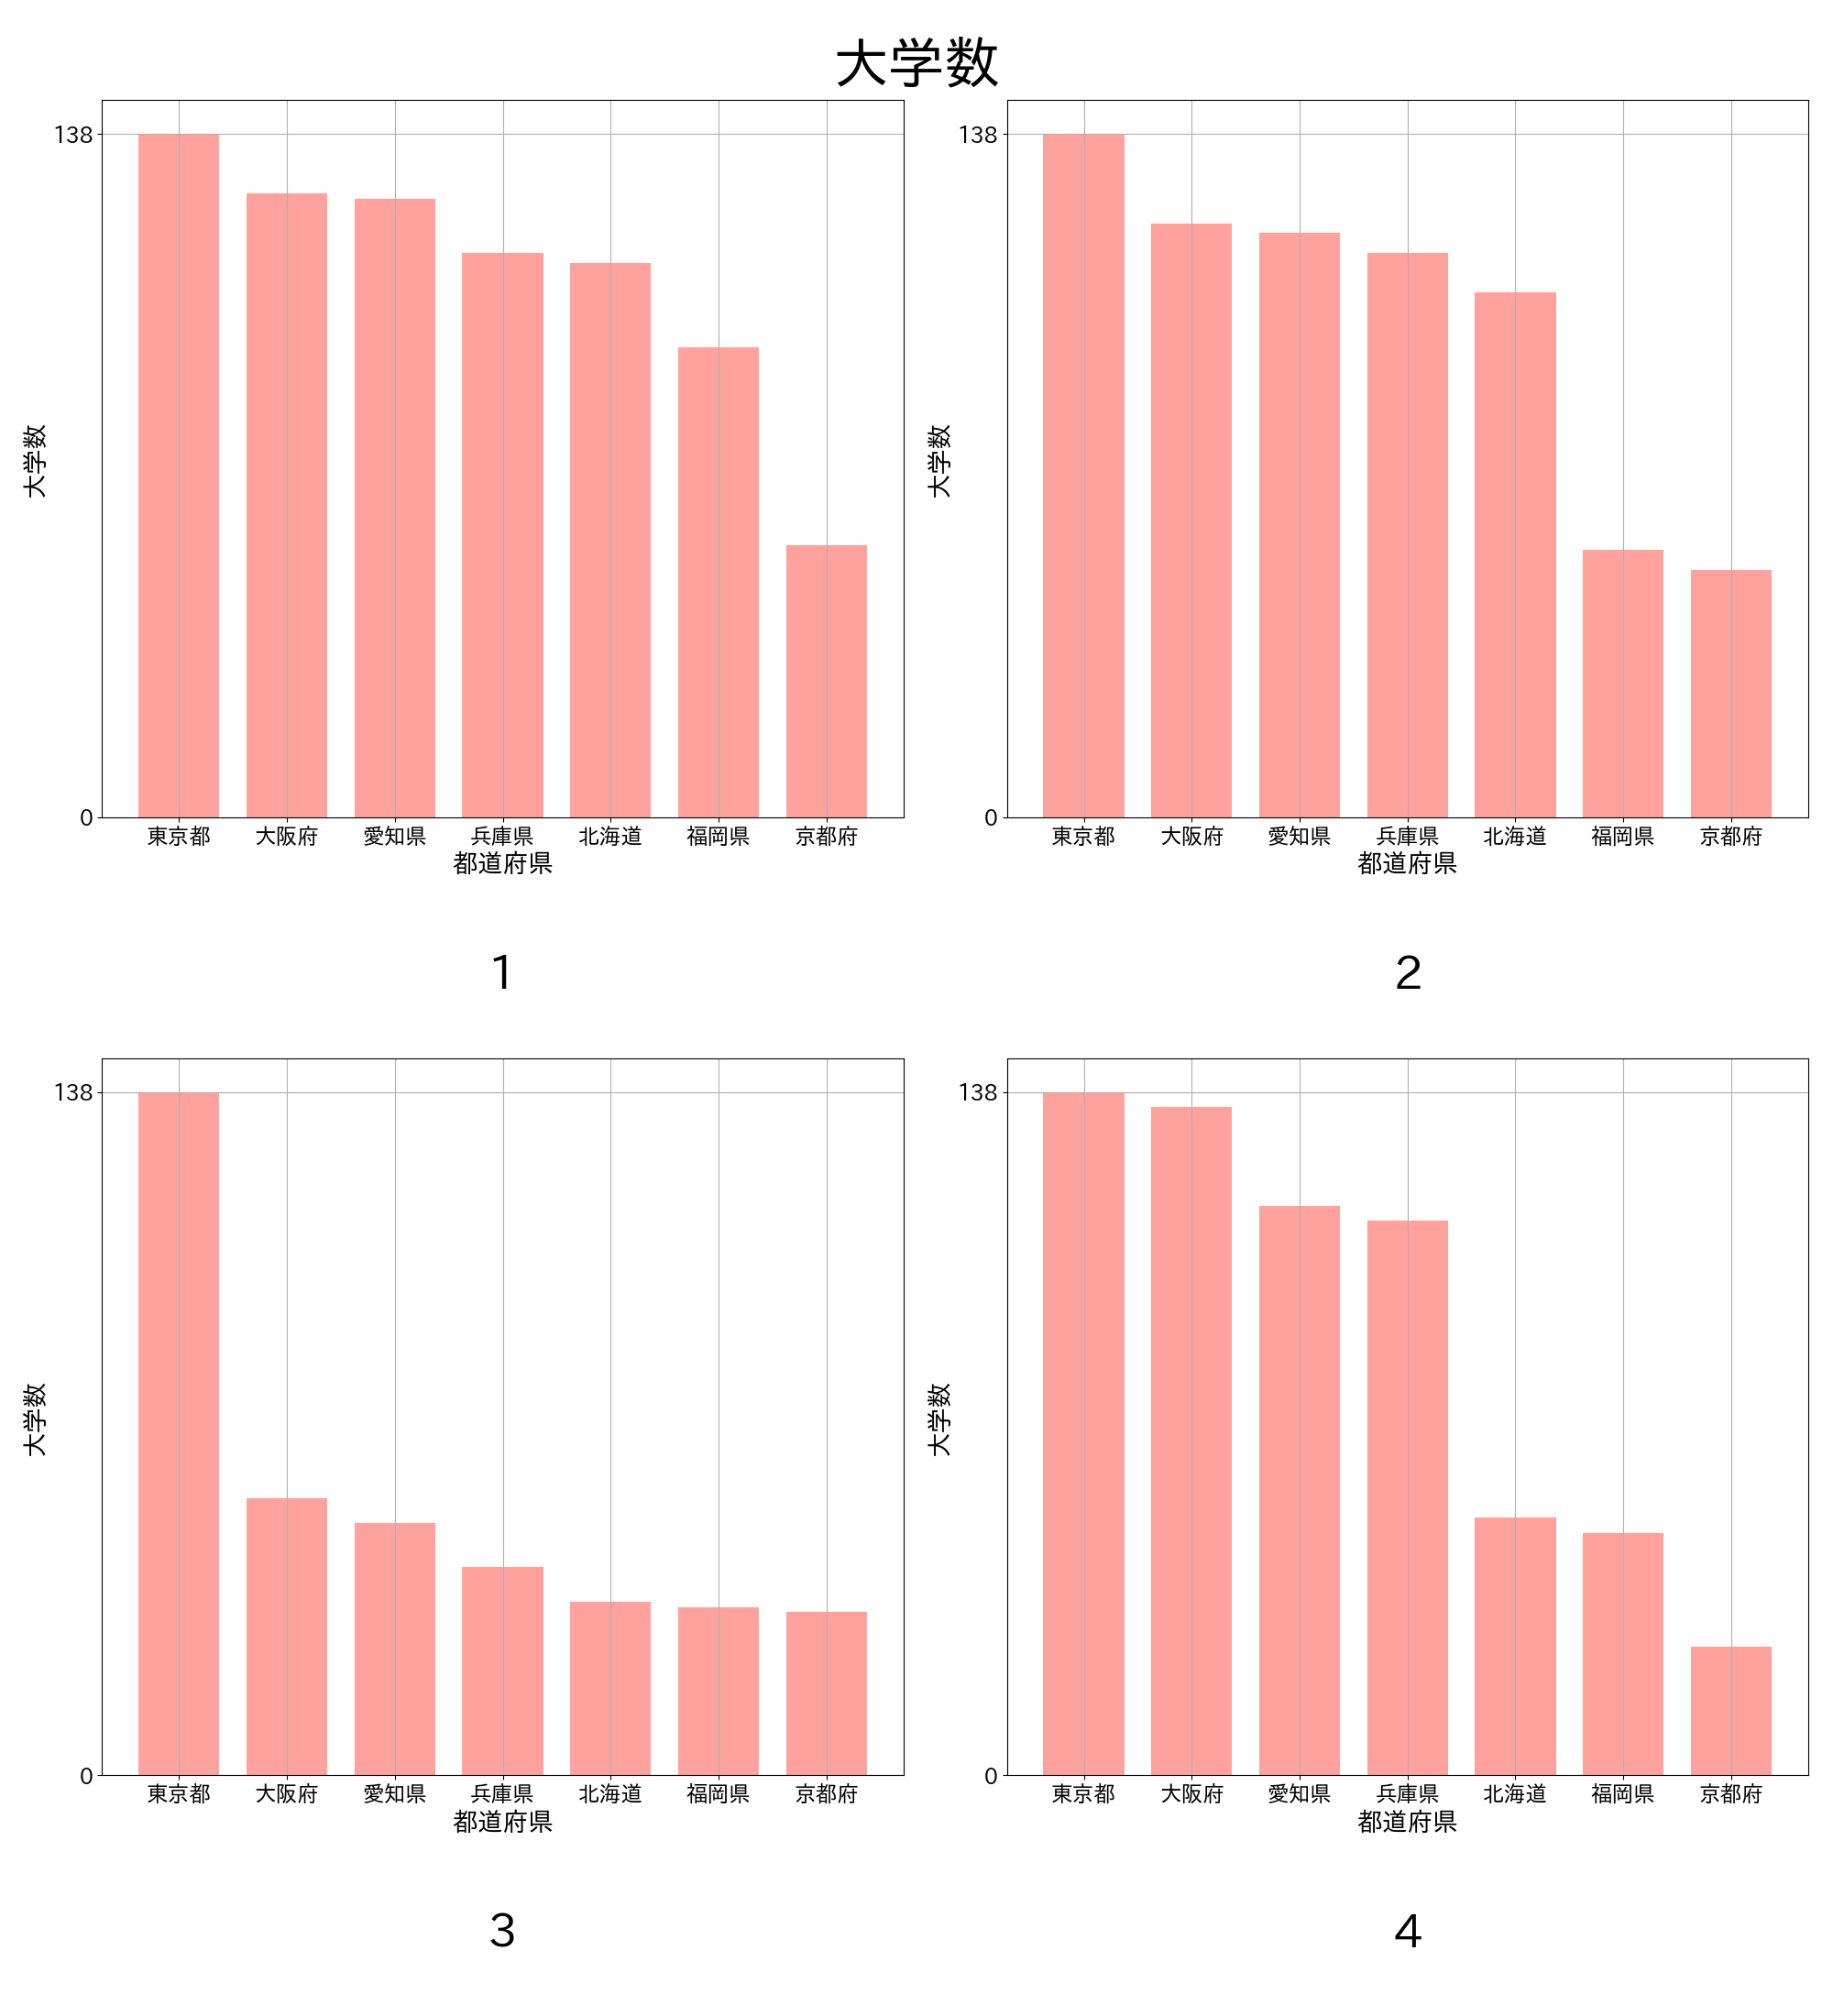 大学数
138
0
大学数
東京都 大阪府 愛知県 兵庫県 北海道 福岡県 京都府
都道府県
1
138
0
大学数
東京都 大阪府 愛知県 兵庫県 北海道 福岡県 京都府
都道府県
2
138
0
大学数
東京都 大阪府 愛知県 兵庫県 北海道 福岡県 京都府
都道府県
3
138
0
大学数
東京都 大阪府 愛知県 兵庫県 北海道 福岡県 京都府
都道府県
4